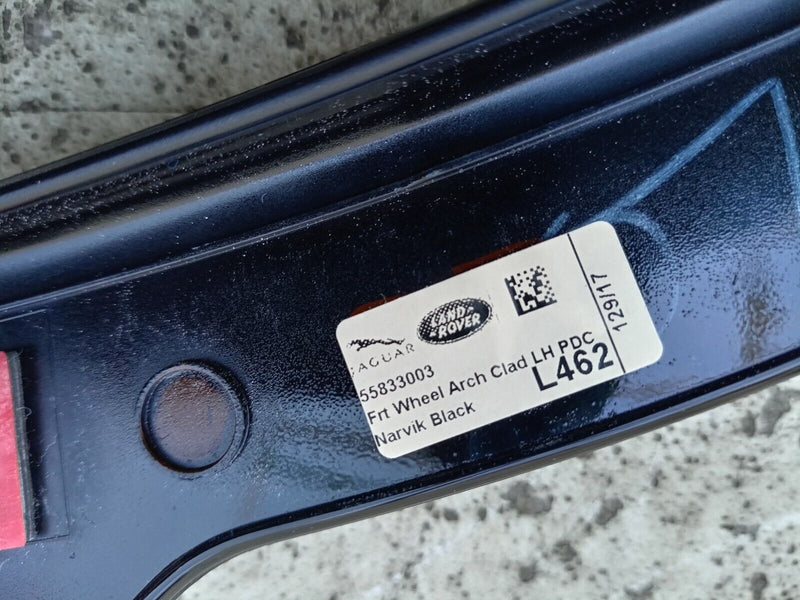 JAGUAR
LAND ROVER
55833003
Frt Wheel Arch Clad LH PDC
Narvik Black
L462
129/17